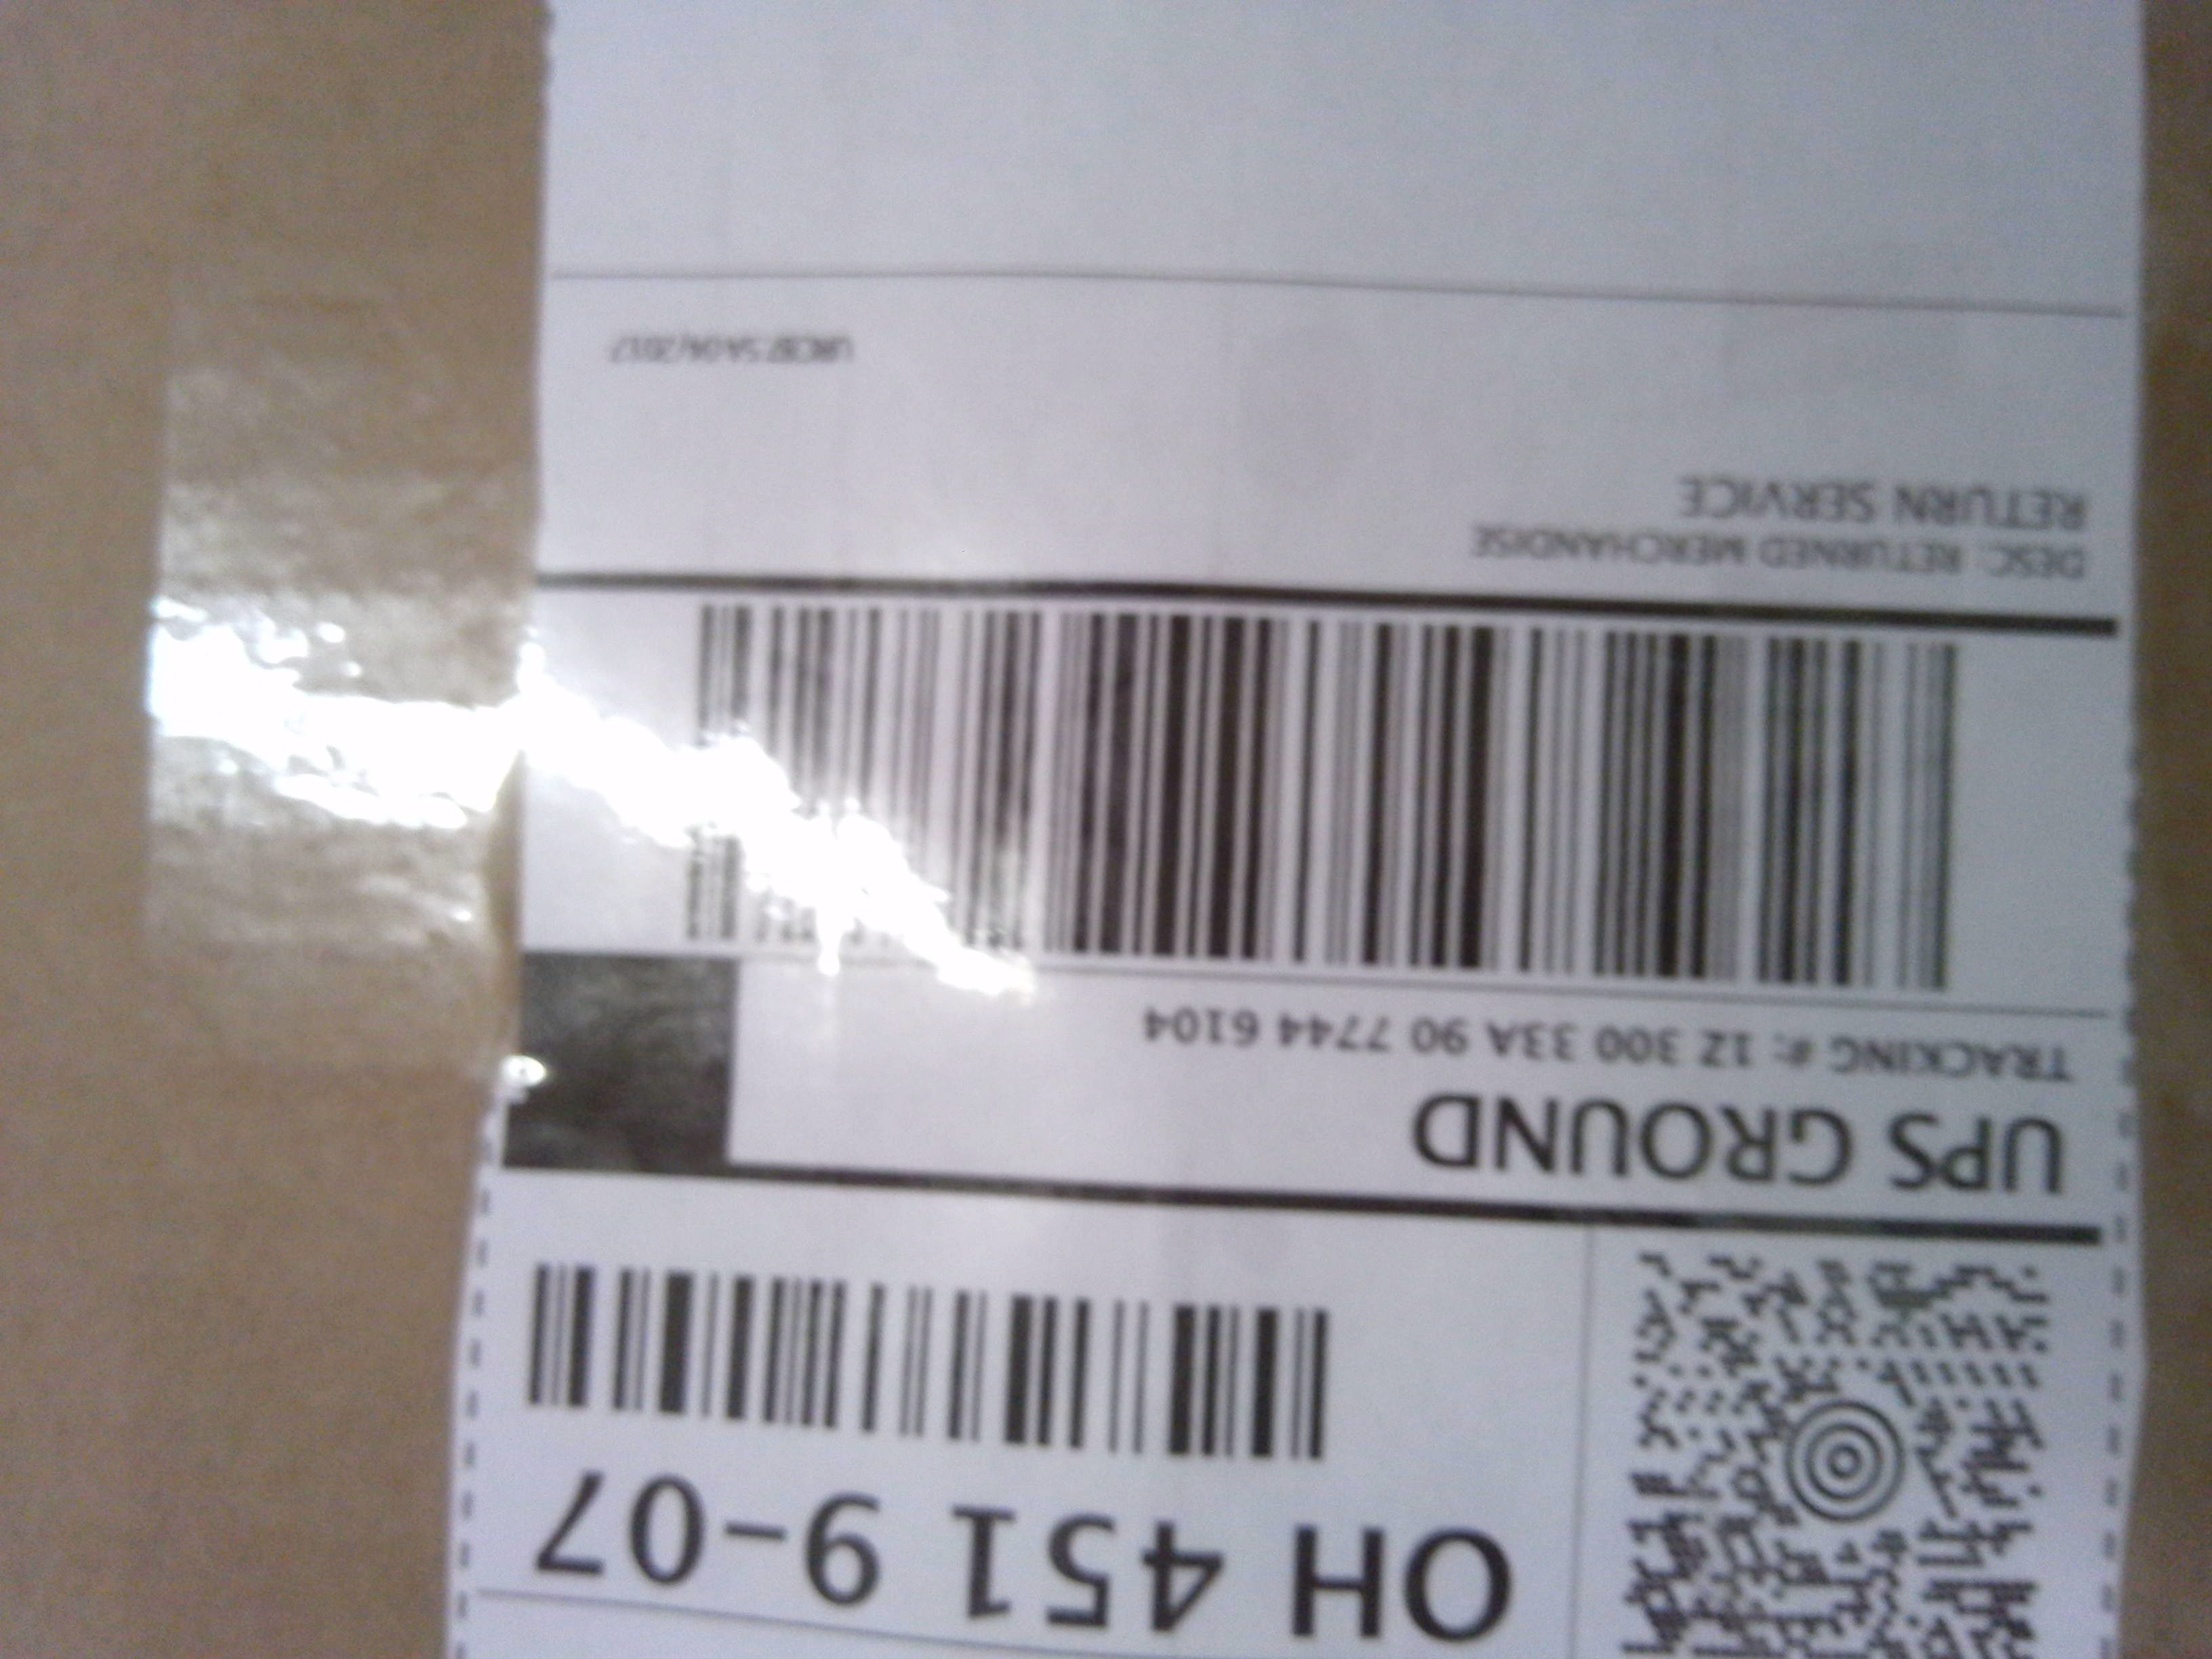 OH 451 9-07
UPS GROUND
TRACKING #: 1Z 300 33A 90 7744 6104
DESC: RETURNED MERCHANDISE
RETURN SERVICE